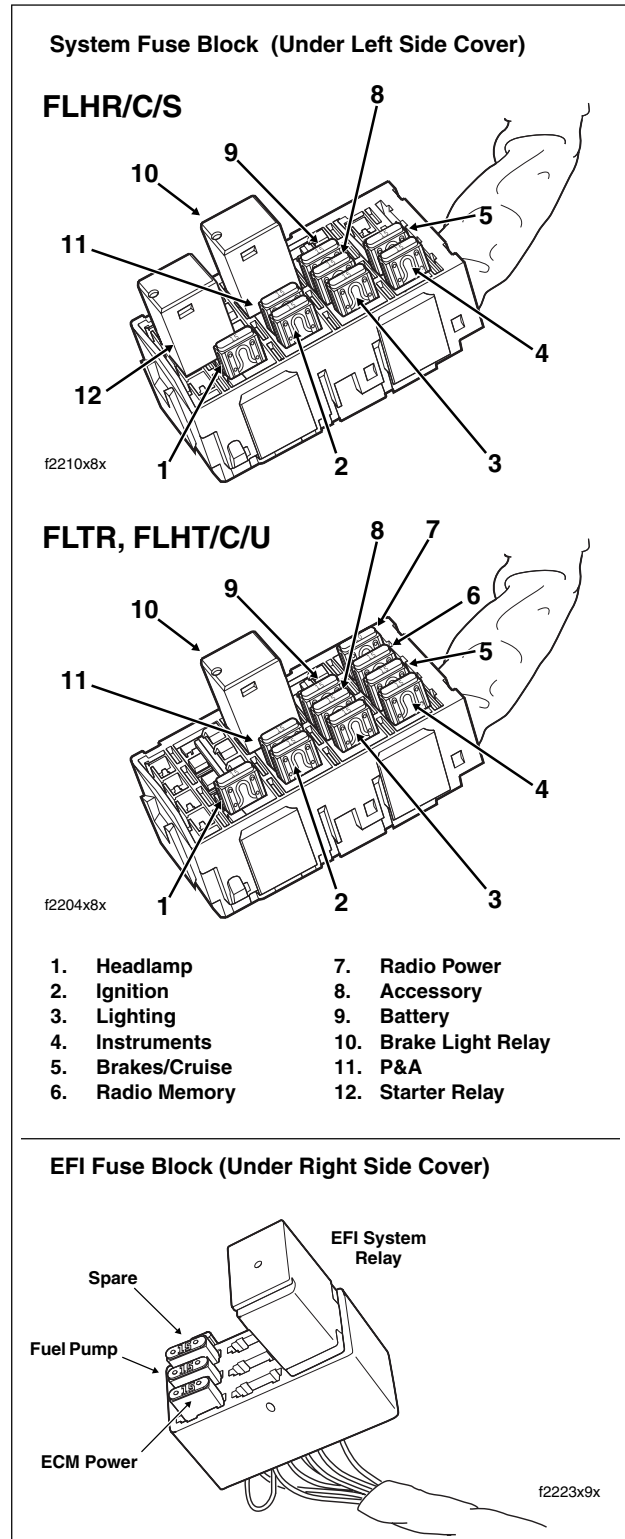 System Fuse Block (Under Left Side Cover)
FLHR/C/S
8
9
10
5
11
4
12
3
f2210x8x
1
2
FLTR, FLHT/C/U
7
8
9
6
10
5
11
4
3
f2204x8x
1
2
1. Headlamp
2. Ignition
3. Lighting
4. Instruments
5. Brakes/Cruise
6. Radio Memory
7. Radio Power
8. Accessory
9. Battery
10. Brake Light Relay
11. P&A
12. Starter Relay
EFI Fuse Block (Under Right Side Cover)
EFI System
Relay
Spare
Fuel Pump
15
15
15
ECM Power
f2223x9x